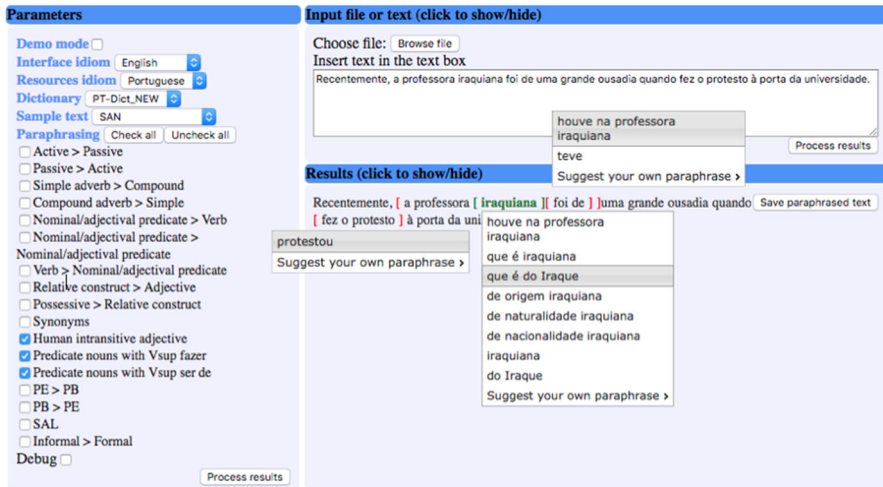 Parameters
Demo mode
Interface idiom English
Resources idiom Portuguese
Dictionary PT-Dict_NEW
Sample text SAN
Paraphrasing Check all Uncheck all
Active > Passive
Passive > Active
Simple adverb > Compound
Compound adverb > Simple
Nominal/adjectival predicate > Verb
Nominal/adjectival predicate >
Nominal/adjectival predicate
Verb > Nominal/adjectival predicate
Relative construct > Adjective
Possessive > Relative construct
Synonyms
Human intransitive adjective
Predicate nouns with Vsup fazer
Predicate nouns with Vsup ser de
PE > PB
PB > PE
SAL
Informal > Formal
Debug
Process results
Input file or text (click to show/hide)
Choose file: Browse file
Insert text in the text box
Recentemente, a professora iraquiana foi de uma grande ousadia quando fez o protesto à porta da universidade.
houve na professora
iraquiana
teve
Suggest your own paraphrase >
Process results
Results (click to show/hide)
Recentemente, [ a professora [ iraquiana ][ foi de ] ]uma grande ousadia quando Save paraphrased text
[ fez o protesto ] à porta da uni
protestou
Suggest your own paraphrase >
houve na professora
iraquiana
que é iraquiana
que é do Iraque
de origem iraquiana
de naturalidade iraquiana
de nacionalidade iraquiana
iraquiana
do Iraque
Suggest your own paraphrase >